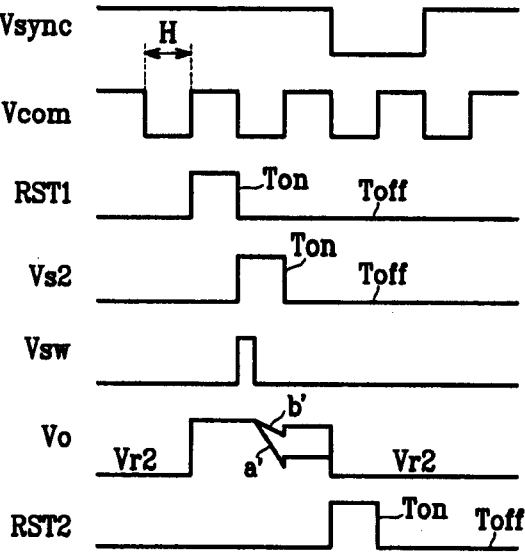 Vsync
H
Vcom
RST1
Ton
Toff
Vs2
Ton
Toff
Vsw
Vo
Vr2
a'
b'
Vr2
RST2
Ton
Toff